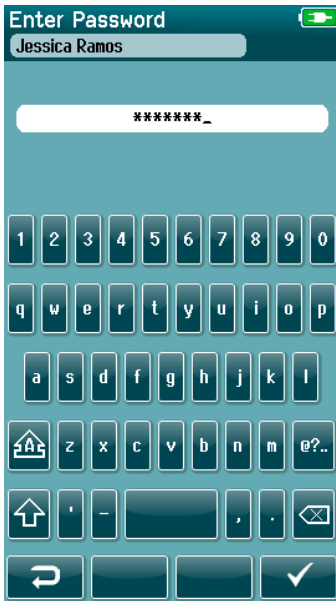 Enter Password
Jessica Ramos
*******_
1 2 3 4 5 6 7 8 9 0
q w e r t y u i o p
a s d f g h j k l
A z x c v b n m @?..
' - , .